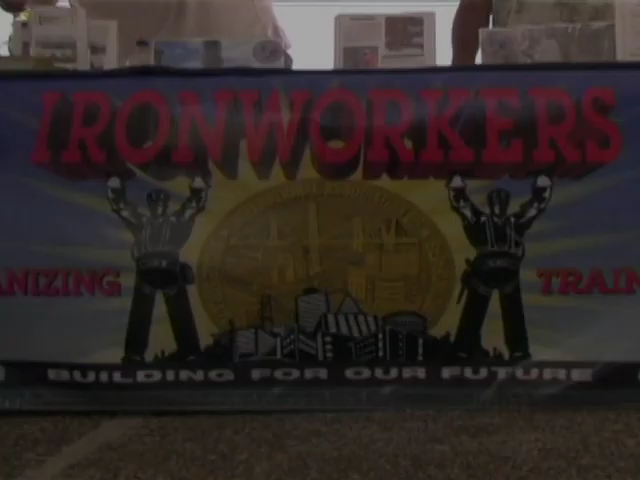 IRONWORKERS
ANIZING
TRAIN
BUILDING FOR OUR FUTURE